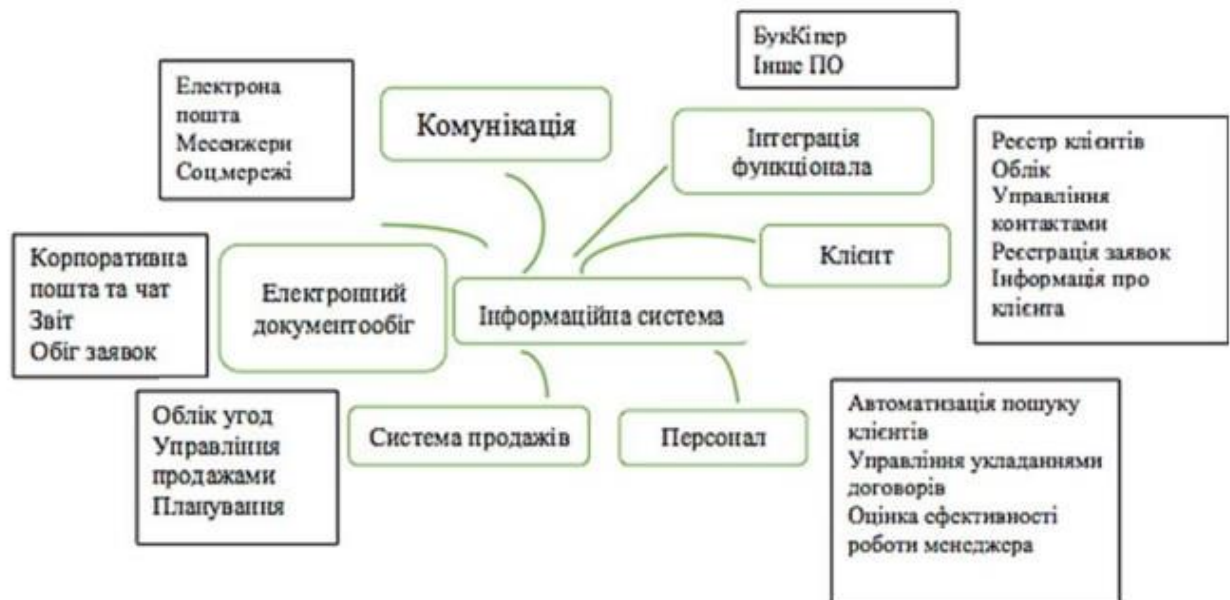 БукКіпер
Інше ПО
Електрона
пошта
Месенжери
Соц.мережі
Комунікація
Інтеграція
функціонала
Реєстр клієнтів
Облік
Управління
контактами
Реєстрація заявок
Інформація про
клієнта
Клієнт
Корпоративна
пошта та чат
Звіт
Обіг заявок
Електронний
документообіг
Інформаційна система
Облік угод
Управління
продажами
Планування
Система продажів
Персонал
Автоматизація пошуку
клієнтів
Управління укладаннями
договорів
Оцінка ефективності
роботи менеджера